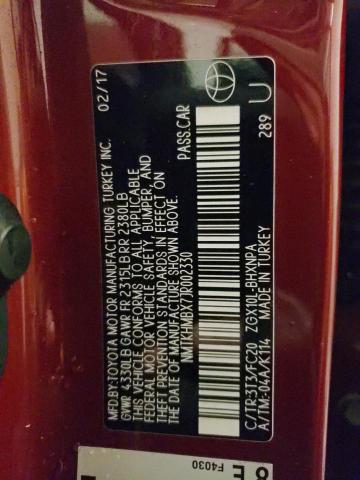 MFD.BY:TOYOTA MOTOR MANUFACTURING TURKEY INC. 02/17
GVWR 4330LB GAWR FR 2315LB RR 2380LB
THIS VEHICLE CONFORMS TO ALL APPLICABLE
FEDERAL MOTOR VEHICLE SAFETY, BUMPER, AND
THEFT PREVENTION STANDARDS IN EFFECT ON
THE DATE OF MANUFACTURE SHOWN ABOVE.
NMTKHMBX7JR002330 PASS.CAR
C/TR:3T3/FC20 ZGX10L-BHXNPA 289 U
A/TM:-04A/K114 MADE IN TURKEY
F4030